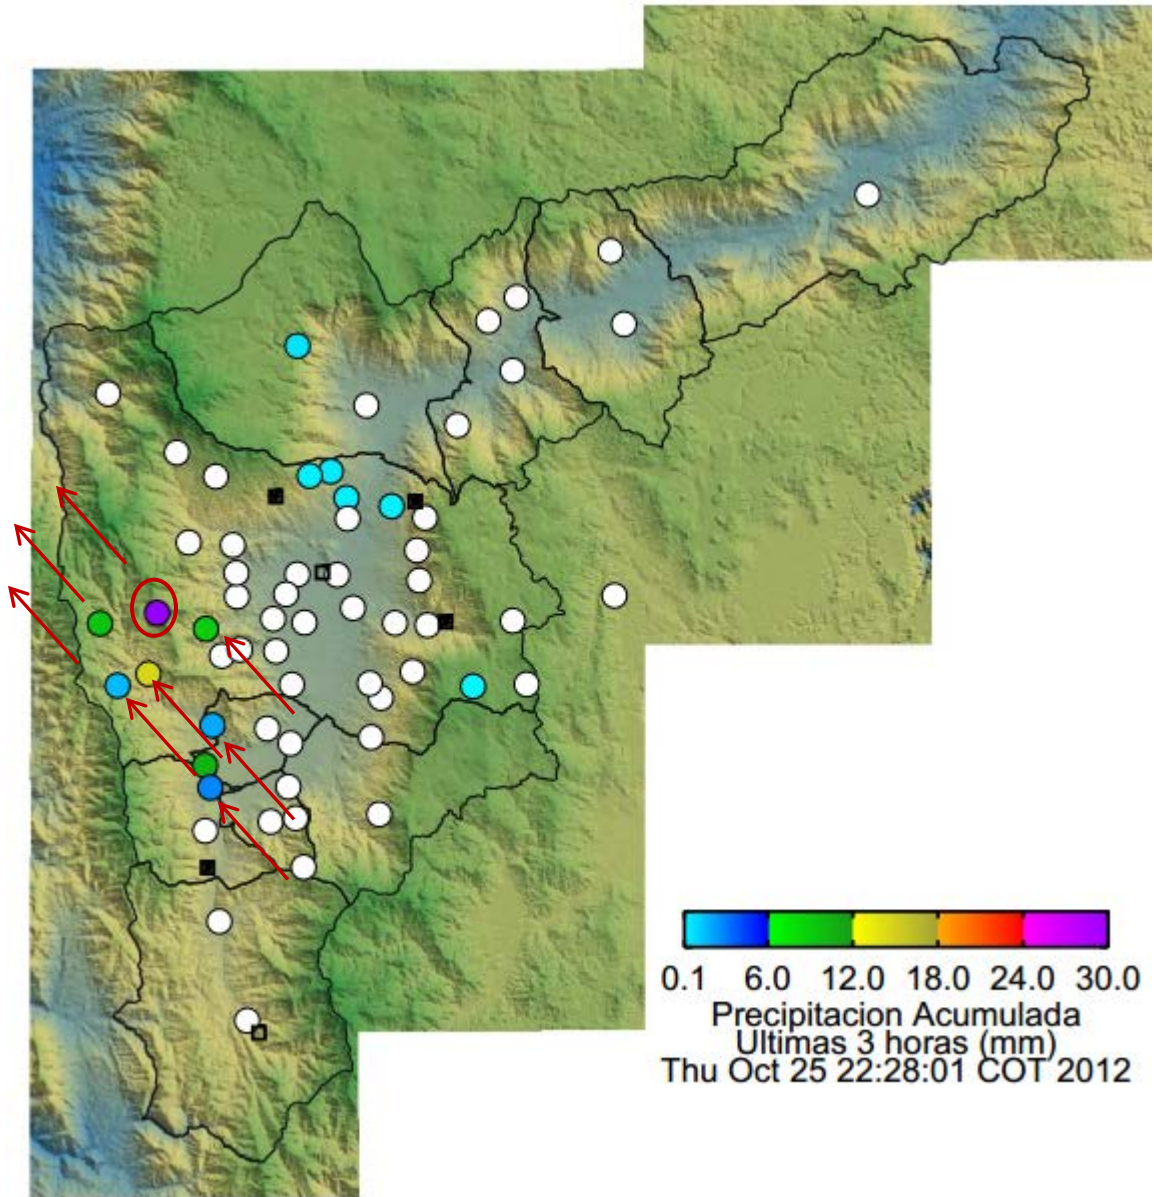 0.1 6.0 12.0 18.0 24.0 30.0
Precipitacion Acumulada
Ultimas 3 horas (mm)
Thu Oct 25 22:28:01 COT 2012